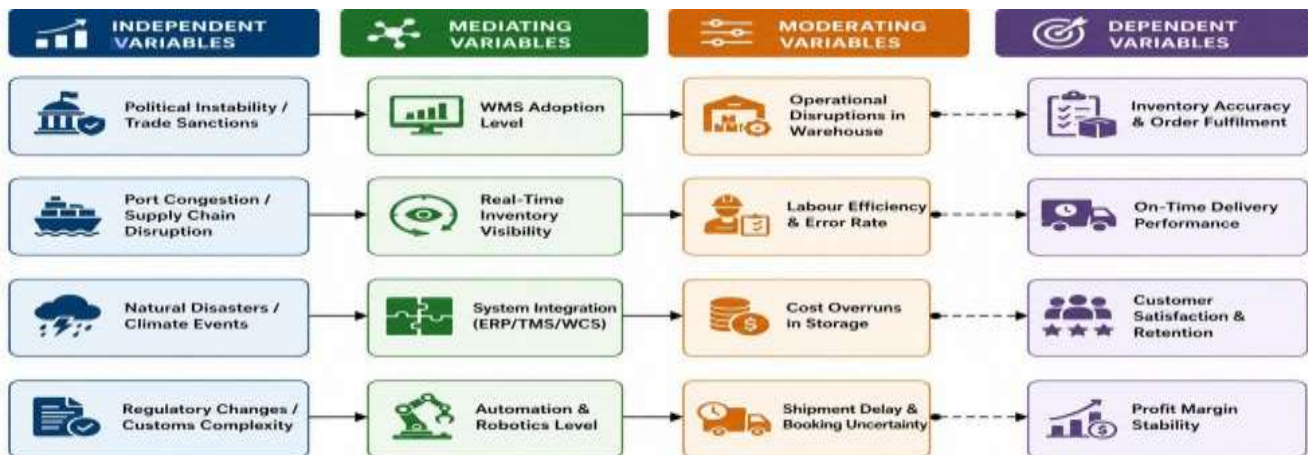 INDEPENDENT
VARIABLES
MEDIATING
VARIABLES
MODERATING
VARIABLES
DEPENDENT
VARIABLES
Political Instability /
Trade Sanctions
WMS Adoption
Level
Operational
Disruptions in
Warehouse
Inventory Accuracy
& Order Fulfilment
Port Congestion /
Supply Chain
Disruption
Real-Time
Inventory
Visibility
Labour Efficiency
& Error Rate
On-Time Delivery
Performance
Natural Disasters /
Climate Events
System Integration
(ERP/TMS/WCS)
Cost Overruns
in Storage
Customer
Satisfaction &
Retention
Regulatory Changes /
Customs Complexity
Automation &
Robotics Level
Shipment Delay &
Booking Uncertainty
Profit Margin
Stability